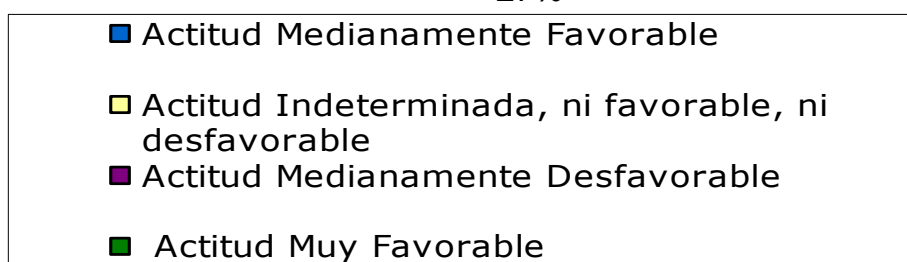 Actitud Medianamente Favorable
Actitud Indeterminada, ni favorable, ni
desfavorable
Actitud Medianamente Desfavorable
Actitud Muy Favorable